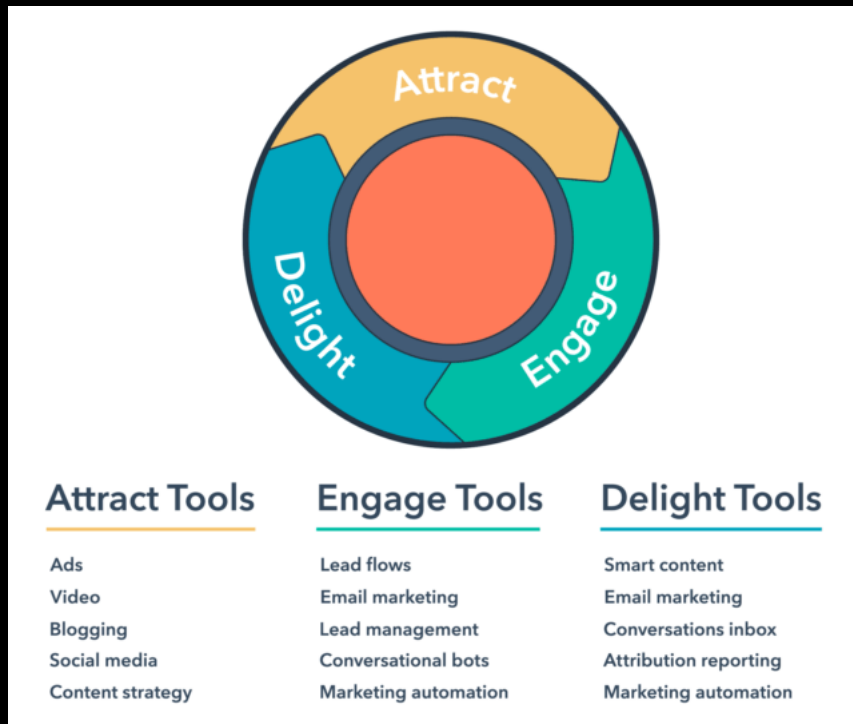 Attract
Engage
Delight
Attract Tools
Ads
Video
Blogging
Social media
Content strategy
Engage Tools
Lead flows
Email marketing
Lead management
Conversational bots
Marketing automation
Delight Tools
Smart content
Email marketing
Conversations inbox
Attribution reporting
Marketing automation